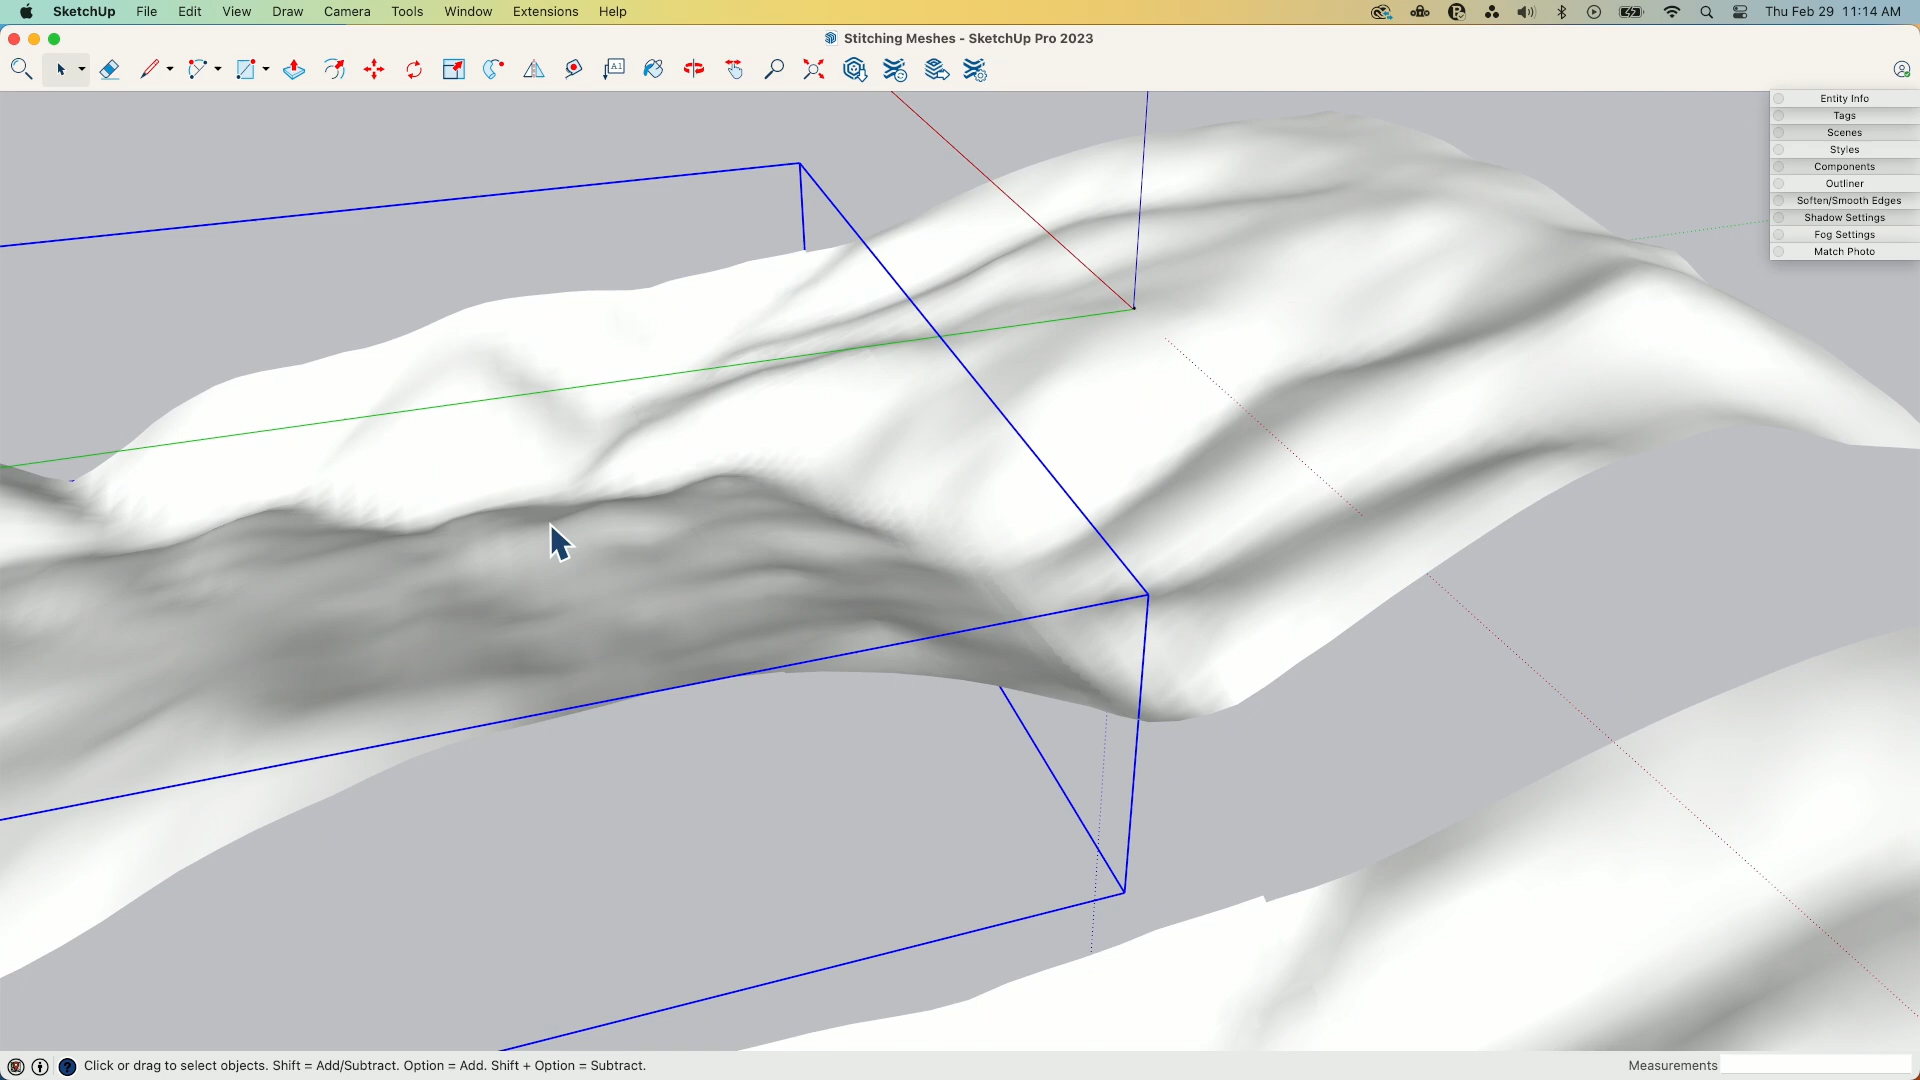 SketchUp File Edit View Draw Camera Tools Window Extensions Help Thu Feb 29 11:14 AM
Stitching Meshes - SketchUp Pro 2023
A1
Entity Info
Tags
Scenes
Styles
Components
Outliner
Soften/Smooth Edges
Shadow Settings
Fog Settings
Match Photo
Click or drag to select objects. Shift = Add/Subtract. Option = Add. Shift + Option = Subtract. Measurements